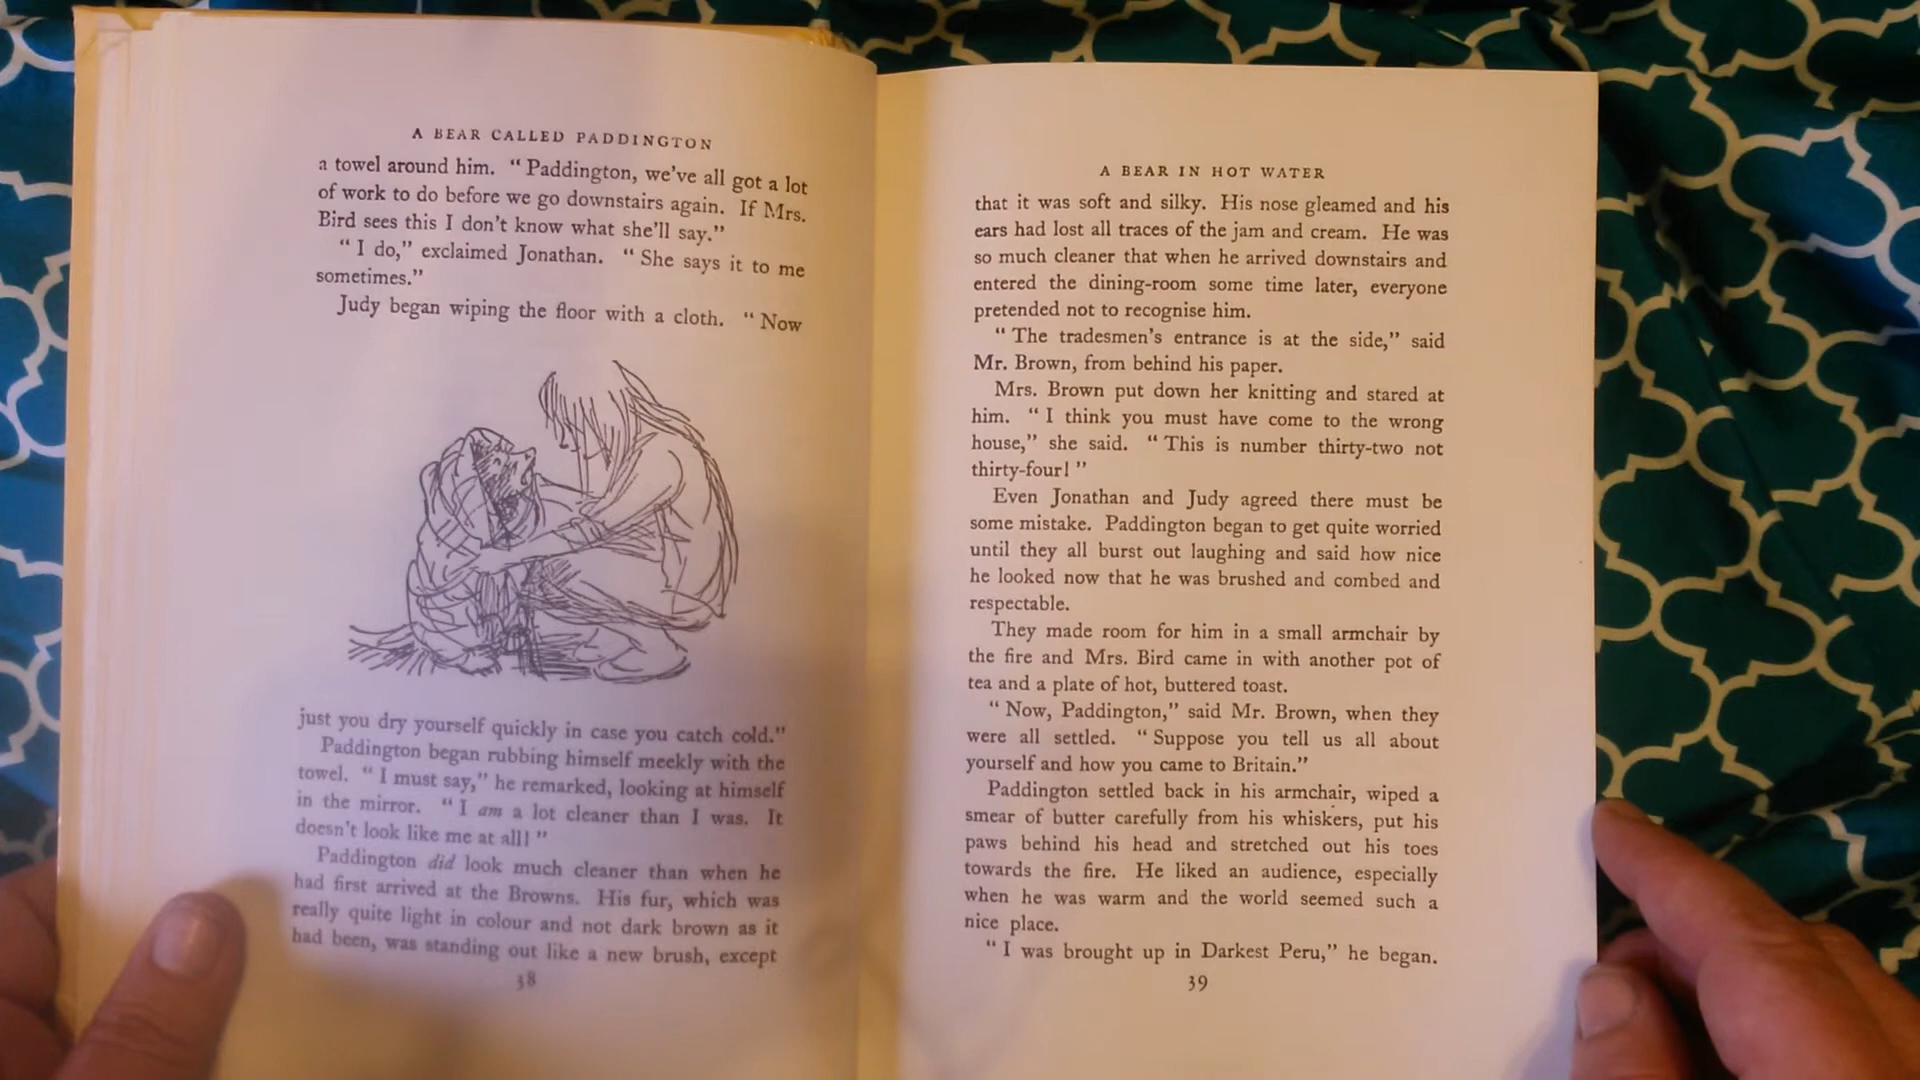 A BEAR CALLED PADDINGTON
a towel around him. “ Paddington, we’ve all got a lot
of work to do before we go downstairs again. If Mrs.
Bird sees this I don’t know what she’ll say.”
“ I do,” exclaimed Jonathan. “ She says it to me
sometimes.”
Judy began wiping the floor with a cloth. “ Now
just you dry yourself quickly in case you catch cold.”
Paddington began rubbing himself meekly with the
towel. “ I must say,” he remarked, looking at himself
in the mirror. “ I am a lot cleaner than I was. It
doesn’t look like me at all! ”
Paddington did look much cleaner than when he
had first arrived at the Browns. His fur, which was
really quite light in colour and not dark brown as it
had been, was standing out like a new brush, except
38
A BEAR IN HOT WATER
that it was soft and silky. His nose gleamed and his
ears had lost all traces of the jam and cream. He was
so much cleaner that when he arrived downstairs and
entered the dining-room some time later, everyone
pretended not to recognise him.
“ The tradesmen’s entrance is at the side,” said
Mr. Brown, from behind his paper.
Mrs. Brown put down her knitting and stared at
him. “ I think you must have come to the wrong
house,” she said. “ This is number thirty-two not
thirty-four! ”
Even Jonathan and Judy agreed there must be
some mistake. Paddington began to get quite worried
until they all burst out laughing and said how nice
he looked now that he was brushed and combed and
respectable.
They made room for him in a small armchair by
the fire and Mrs. Bird came in with another pot of
tea and a plate of hot, buttered toast.
“ Now, Paddington,” said Mr. Brown, when they
were all settled. “ Suppose you tell us all about
yourself and how you came to Britain.”
Paddington settled back in his armchair, wiped a
smear of butter carefully from his whiskers, put his
paws behind his head and stretched out his toes
towards the fire. He liked an audience, especially
when he was warm and the world seemed such a
nice place.
“ I was brought up in Darkest Peru,” he began.
39